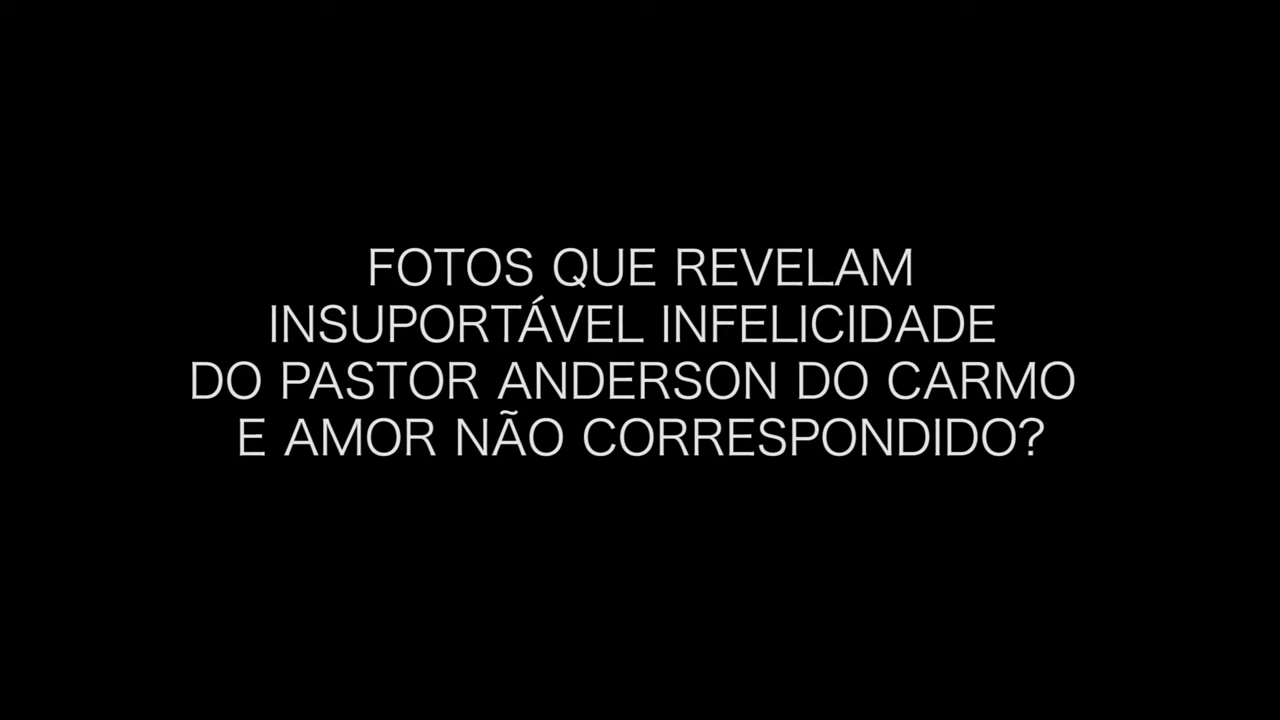 FOTOS QUE REVELAM
INSUPORTÁVEL INFELICIDADE
DO PASTOR ANDERSON DO CARMO
E AMOR NÃO CORRESPONDIDO?